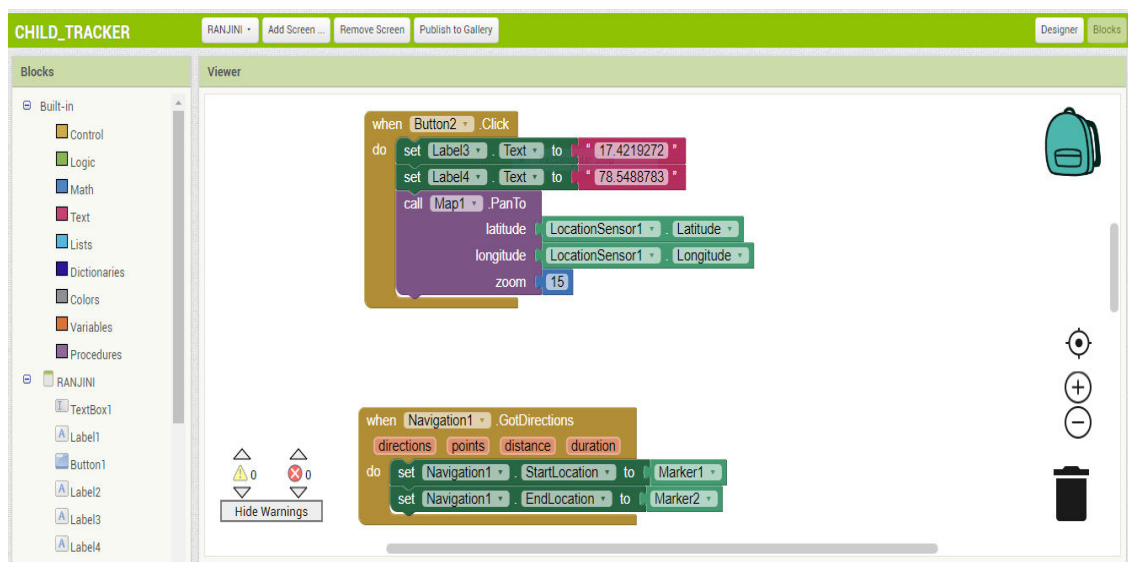 CHILD_TRACKER RANJINI Add Screen ... Remove Screen Publish to Gallery Designer Blocks
Blocks
Viewer
Built-in
Control
Logic
Math
Text
Lists
Dictionaries
Colors
Variables
Procedures
RANJINI
TextBox1
Label1
Button1
Label2
Label3
Label4
when Button2 .Click
do set Label3 . Text to " 17.4219272 "
set Label4 . Text to " 78.5488783 "
call Map1 .PanTo
latitude LocationSensor1 . Latitude
longitude LocationSensor1 . Longitude
zoom 15
when Navigation1 .GotDirections
directions points distance duration
do set Navigation1 . StartLocation to Marker1
set Navigation1 . EndLocation to Marker2
0 0
Hide Warnings